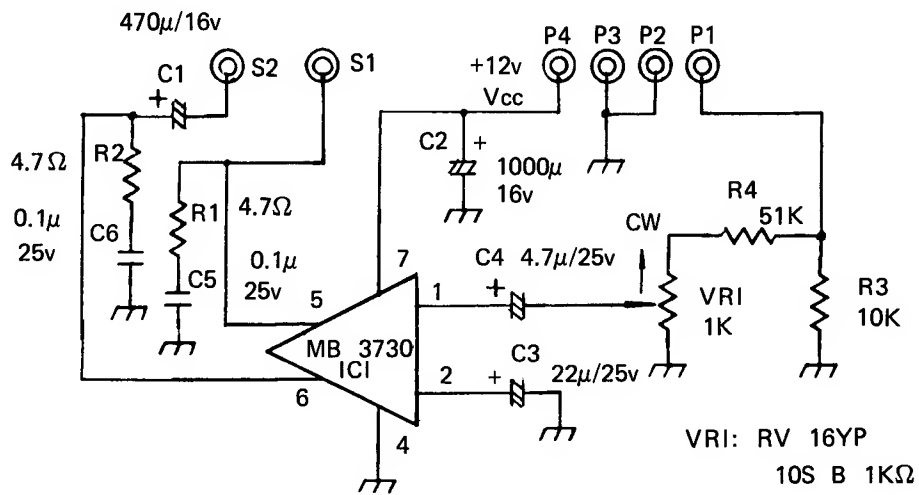 470μ/16v
S2
S1
P4
P3
P2
P1
C1
+
+12v
Vcc
R2
C2
+
4.7Ω
1000μ
16v
R4
51K
R1
4.7Ω
0.1μ
25v
C6
CW
C5
0.1μ
25v
7
C4
4.7μ/25v
+
VRI
1K
R3
10K
5
1
MB 3730
ICI
C3
2
+
22μ/25v
6
4
VRI: RV 16YP
10S B 1KΩ